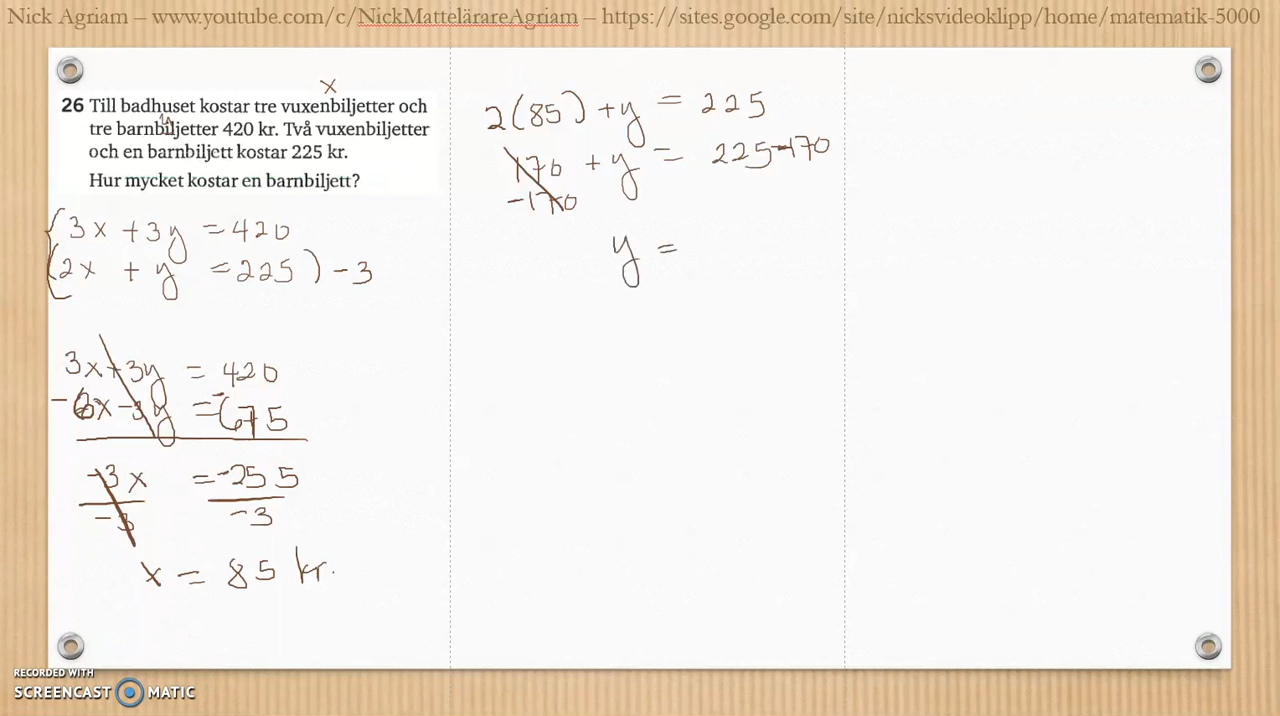 Nick Agriam – www.youtube.com/c/NickMattelärareAgriam – https://sites.google.com/site/nicksvideoklipp/home/matematik-5000
x
26 Till badhuset kostar tre vuxenbiljetter och
y
tre barnbiljetter 420 kr. Två vuxenbiljetter
och en barnbiljett kostar 225 kr.
Hur mycket kostar en barnbiljett?
{3x + 3y = 420
(2x + y = 225) -3
3x + 3y = 420
-6x - 3y = -675
-3x = -255
-3 -3
x = 85 kr.
2(85) + y = 225
170 + y = 225-170
-170
y =
RECORDED WITH
SCREENCAST MATIC